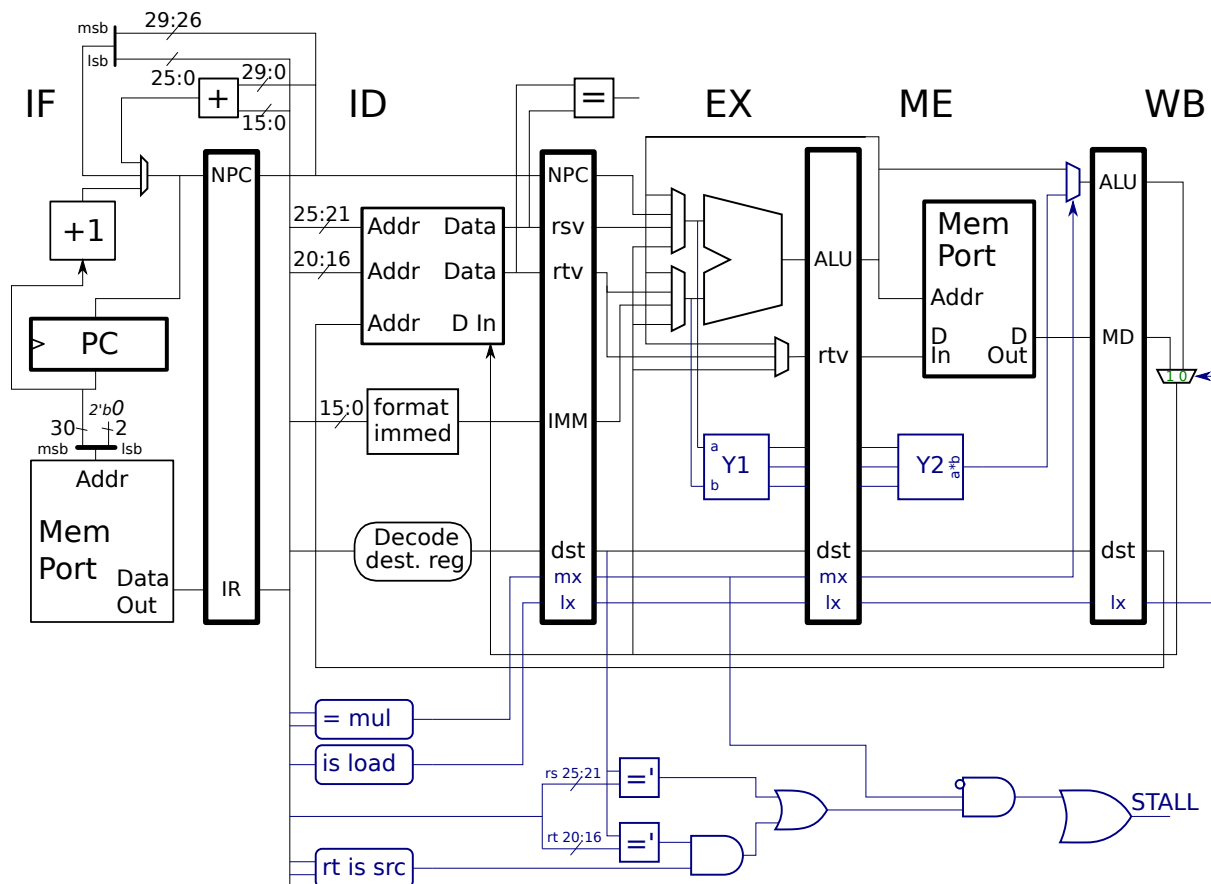 29:26
msb
lsb
25:0
29:0
+
15:0
IF
ID
=
EX
ME
WB
NPC
NPC
ALU
+1
25:21
Addr
Data
rsv
20:16
Addr
Data
rtv
ALU
Mem
Port
Addr
Addr
D In
D
In
D
Out
MD
PC
rtv
1 0
2'b0
30
2
msb
lsb
15:0
format
immed
IMM
a
Y1
b
Y2
a*b
Addr
Mem
Port
Data
Out
IR
Decode
dest. reg
dst
dst
dst
mx
mx
lx
lx
lx
= mul
is load
rs 25:21
='
rt 20:16
='
rt is src
STALL